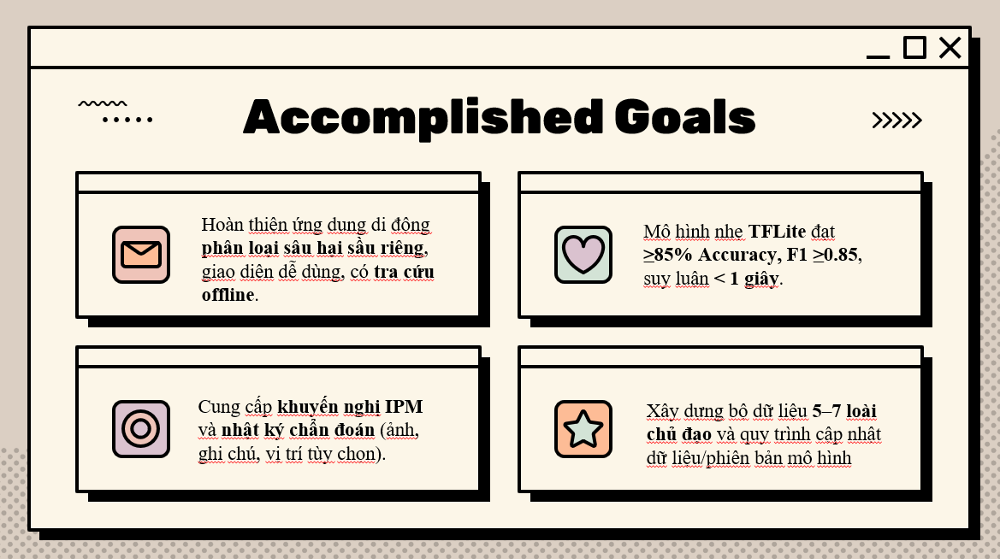 Accomplished Goals
Hoàn thiện ứng dụng di động
phân loại sâu hại sầu riêng,
giao diện dễ dùng, có tra cứu
offline.
Mô hình nhẹ TFLite đạt
≥85% Accuracy, F1 ≥0.85,
suy luận < 1 giây.
Cung cấp khuyến nghị IPM
và nhật ký chẩn đoán (ảnh,
ghi chú, vị trí tùy chọn).
Xây dựng bộ dữ liệu 5–7 loài
chủ đạo và quy trình cập nhật
dữ liệu/phiên bản mô hình